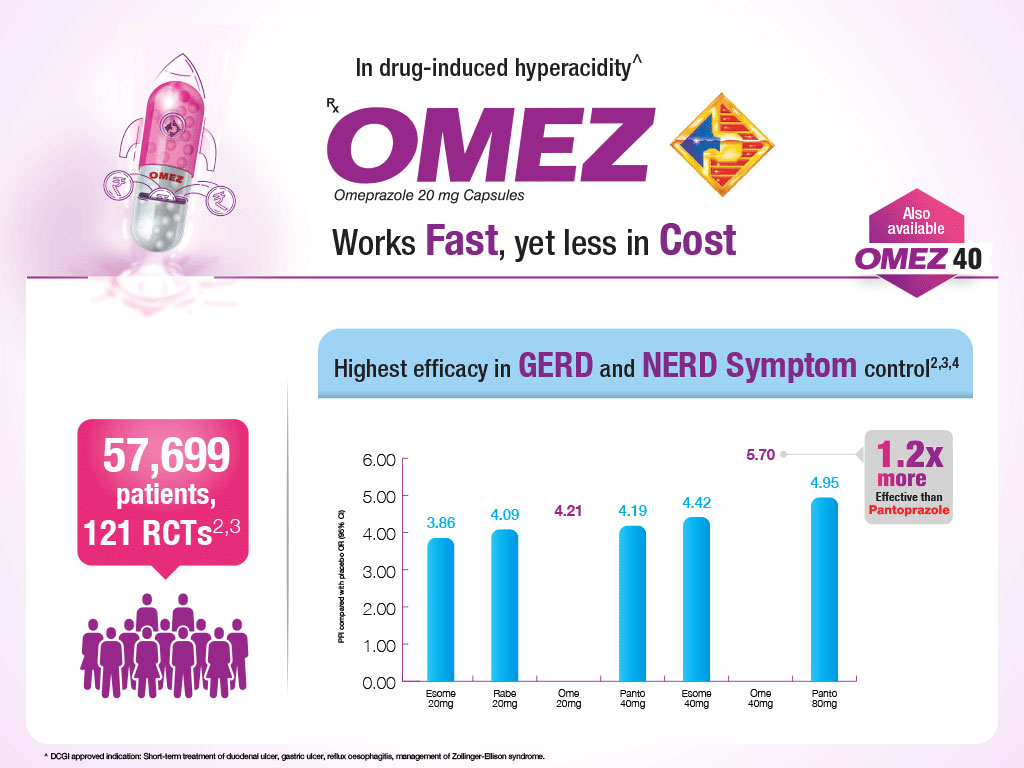 In drug-induced hyperacidity^
Rx
OMEZ
Omeprazole 20 mg Capsules
Works Fast, yet less in Cost
OMEZ
₹
₹
Also
available
OMEZ 40
Highest efficacy in GERD and NERD Symptom control2,3,4
57,699
patients,
121 RCTs2,3
PPI compared with placebo OR (95% CI)
6.00
5.00
4.00
3.00
2.00
1.00
0.00
3.86
4.09
4.21
4.19
4.42
5.70
4.95
1.2x
more
Effective than
Pantoprazole
Esome
20mg
Rabe
20mg
Ome
20mg
Panto
40mg
Esome
40mg
Ome
40mg
Panto
80mg
^ DCGI approved indication: Short-term treatment of duodenal ulcer, gastric ulcer, reflux oesophagitis, management of Zollinger-Ellison syndrome.